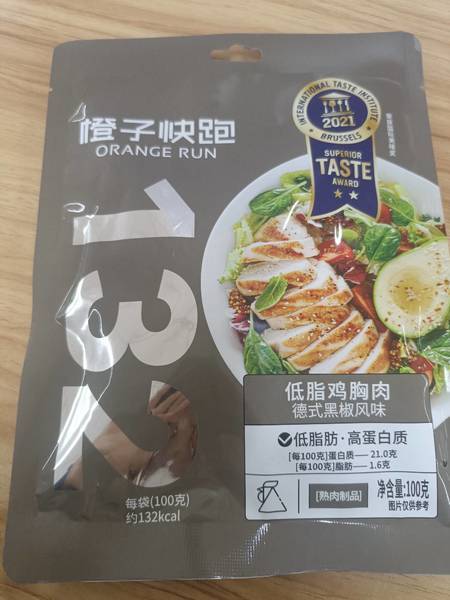 橙子快跑
ORANGE RUN
INTERNATIONAL TASTE INSTITUTE
2021
BRUSSELS
SUPERIOR
TASTE
AWARD
132
低脂鸡胸肉
德式黑椒风味
低脂肪·高蛋白质
[每100克]蛋白质——21.0克
[每100克]脂肪——1.6克
[熟肉制品]
净含量:100克
图片仅供参考
每袋(100克)
约132kcal